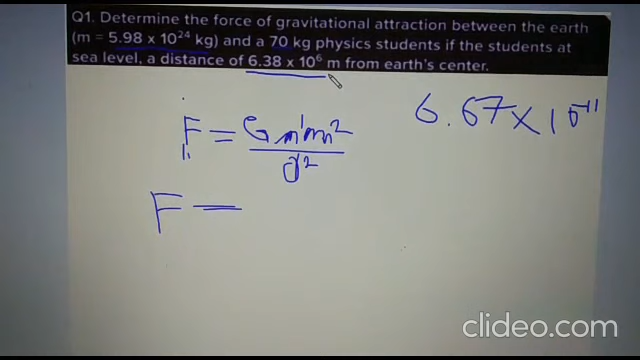 Q1. Determine the force of gravitational attraction between the earth
(m = 5.98 x 10²⁴ kg) and a 70 kg physics students if the students at
sea level, a distance of 6.38 x 10⁶ m from earth's center.
6.67 x 10⁻¹¹
F = G m¹m²
d²
F =
clideo.com